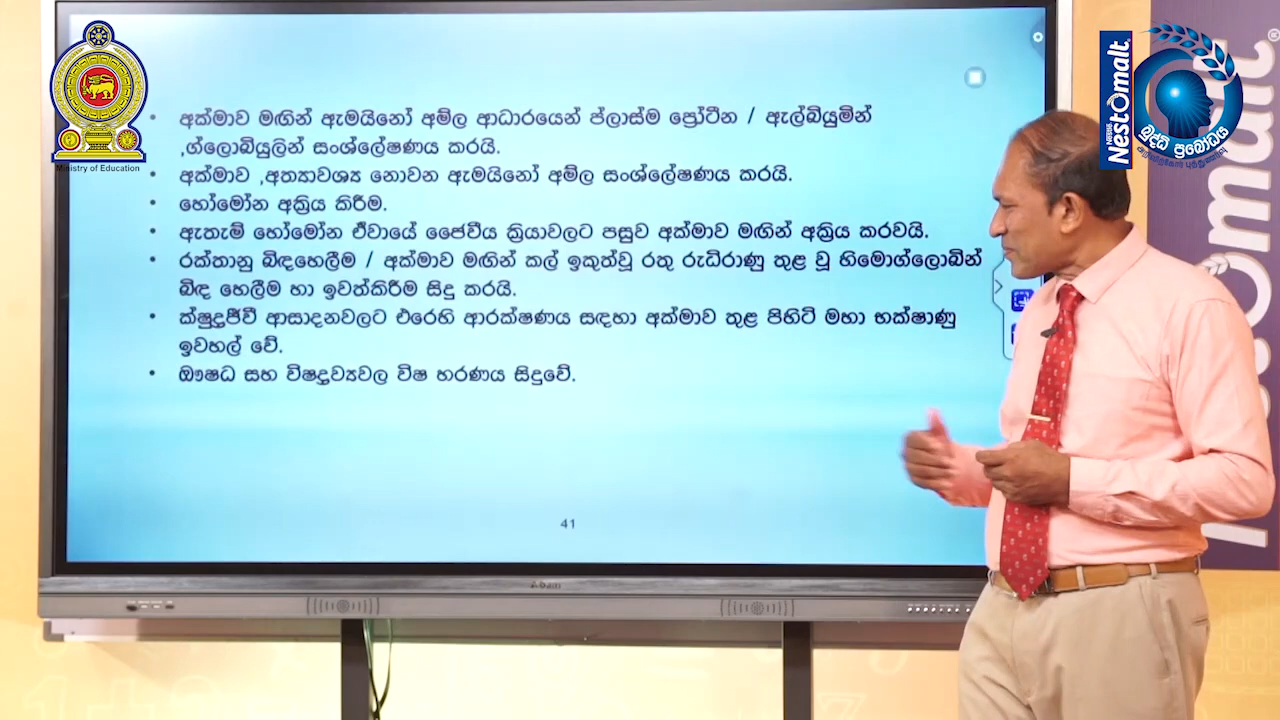 • අක්මාව මඟින් ඇමයිනෝ අම්ල ආධාරයෙන් ප්ලාස්ම ප්‍රෝටීන / ඇල්බියුමින්
,ග්ලොබියුලින් සංශ්ලේෂණය කරයි.
• අක්මාව ,අත්‍යාවශ්‍ය නොවන ඇමයිනෝ අම්ල සංශ්ලේෂණය කරයි.
• හෝමෝන අක්‍රිය කිරීම.
• ඇතැම් හෝමෝන ඒවායේ ජෛවීය ක්‍රියාවලට පසුව අක්මාව මඟින් අක්‍රිය කරවයි.
• රක්තානු බිඳහෙලීම / අක්මාව මඟින් කල් ඉකුත්වූ රතු රුධිරාණු තුළ වූ හිමොග්ලොබින්
බිඳ හෙලීම හා ඉවත්කිරීම සිදු කරයි.
• ක්ෂුද්‍රජීවී ආසාදනවලට එරෙහි ආරක්ෂණය සඳහා අක්මාව තුළ පිහිටි මහා භක්ෂාණු
ඉවහල් වේ.
• ඖෂධ සහ විෂද්‍රව්‍යවල විෂ හරණය සිදුවේ.
41
Ministry of Education
NESTLÉ
Nestomalt
බුද්ධි ප්‍රබෝධය